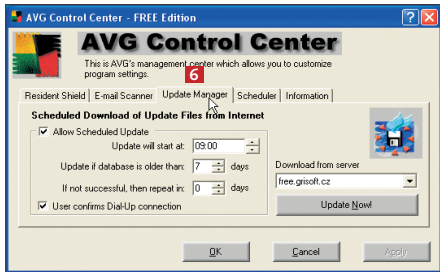 AVG Control Center - FREE Edition
AVG Control Center
This is AVG's management center which allows you to customize
program settings.
6
Resident Shield E-mail Scanner Update Manager Scheduler Information
Scheduled Download of Update Files from Internet
Allow Scheduled Update
Update will start at: 09:00
Update if database is older than: 7 days
Download from server
If not successful, then repeat in: 0 days
free.grisoft.cz
User confirms Dial-Up connection
Update Now!
OK Cancel Apply